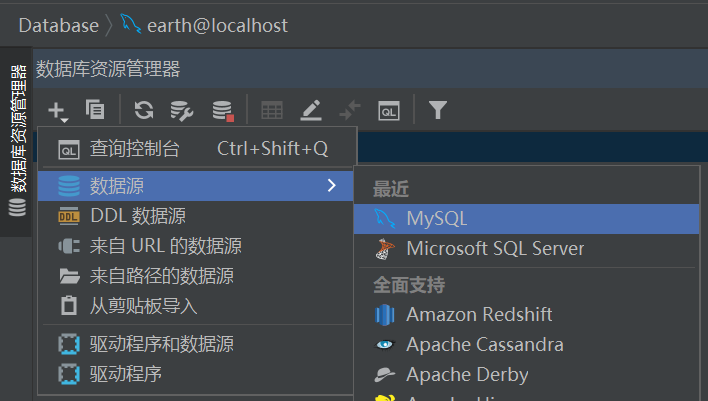 Database
earth@localhost
数据库资源管理器
数据库资源管理器
QL
QL 查询控制台 Ctrl+Shift+Q
数据源
DDL DDL 数据源
来自 URL 的数据源
来自路径的数据源
从剪贴板导入
驱动程序和数据源
驱动程序
最近
MySQL
Microsoft SQL Server
全面支持
Amazon Redshift
Apache Cassandra
Apache Derby